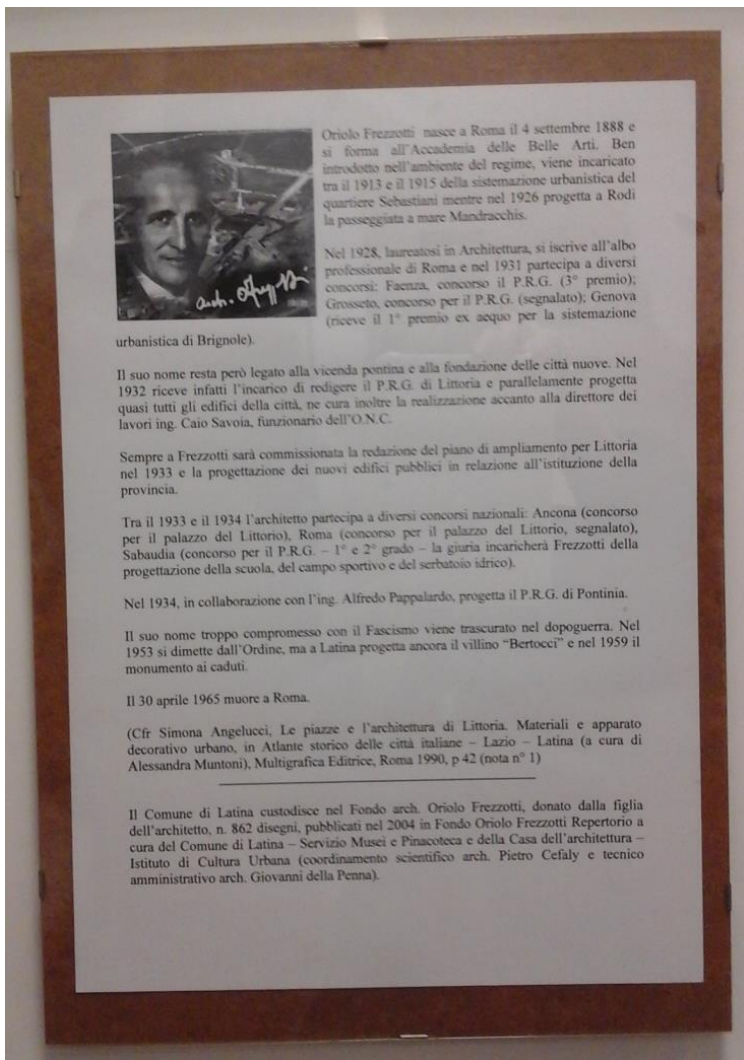 Oriolo Frezzotti nasce a Roma il 4 settembre 1888 e
si forma all'Accademia delle Belle Arti. Ben
introdotto nell'ambiente del regime, viene incaricato
tra il 1913 e il 1915 della sistemazione urbanistica del
quartiere Sebastiani mentre nel 1926 progetta a Rodi
la passeggiata a mare Mandracchis.
Nel 1928, laureatosi in Architettura, si iscrive all'albo
professionale di Roma e nel 1931 partecipa a diversi
concorsi: Faenza, concorso il P.R.G. (3° premio);
Grosseto, concorso per il P.R.G. (segnalato); Genova
(riceve il 1° premio ex aequo per la sistemazione
urbanistica di Brignole).
Il suo nome resta però legato alla vicenda pontina e alla fondazione delle città nuove. Nel
1932 riceve infatti l'incarico di redigere il P.R.G. di Littoria e parallelamente progetta
quasi tutti gli edifici della città, ne cura inoltre la realizzazione accanto alla direttore dei
lavori ing. Caio Savoia, funzionario dell'O.N.C.
Sempre a Frezzotti sarà commissionata la redazione del piano di ampliamento per Littoria
nel 1933 e la progettazione dei nuovi edifici pubblici in relazione all'istituzione della
provincia.
Tra il 1933 e il 1934 l'architetto partecipa a diversi concorsi nazionali: Ancona (concorso
per il palazzo del Littorio), Roma (concorso per il palazzo del Littorio, segnalato),
Sabaudia (concorso per il P.R.G. – 1° e 2° grado – la giuria incaricherà Frezzotti della
progettazione della scuola, del campo sportivo e del serbatoio idrico).
Nel 1934, in collaborazione con l'ing. Alfredo Pappalardo, progetta il P.R.G. di Pontinia.
Il suo nome troppo compromesso con il Fascismo viene trascurato nel dopoguerra. Nel
1953 si dimette dall'Ordine, ma a Latina progetta ancora il villino "Bertocci" e nel 1959 il
monumento ai caduti.
Il 30 aprile 1965 muore a Roma.
(Cfr Simona Angelucci, Le piazze e l'architettura di Littoria. Materiali e apparato
decorativo urbano, in Atlante storico delle città italiane – Lazio – Latina (a cura di
Alessandra Muntoni), Multigrafica Editrice, Roma 1990, p 42 (nota n° 1)
Il Comune di Latina custodisce nel Fondo arch. Oriolo Frezzotti, donato dalla figlia
dell'architetto, n. 862 disegni, pubblicati nel 2004 in Fondo Oriolo Frezzotti Repertorio a
cura del Comune di Latina – Servizio Musei e Pinacoteca e della Casa dell'architettura –
Istituto di Cultura Urbana (coordinamento scientifico arch. Pietro Cefaly e tecnico
amministrativo arch. Giovanni della Penna).